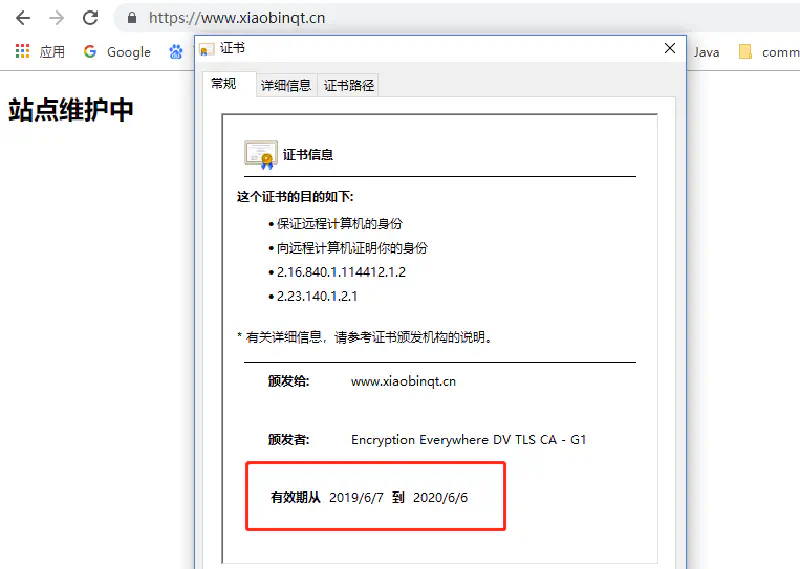 https://www.xiaobinqt.cn
应用 Google Java comm
站点维护中
证书
常规 详细信息 证书路径
证书信息
这个证书的目的如下:
• 保证远程计算机的身份
• 向远程计算机证明你的身份
• 2.16.840.1.114412.1.2
• 2.23.140.1.2.1
* 有关详细信息，请参考证书颁发机构的说明。
颁发给: www.xiaobinqt.cn
颁发者: Encryption Everywhere DV TLS CA - G1
有效期从 2019/6/7 到 2020/6/6